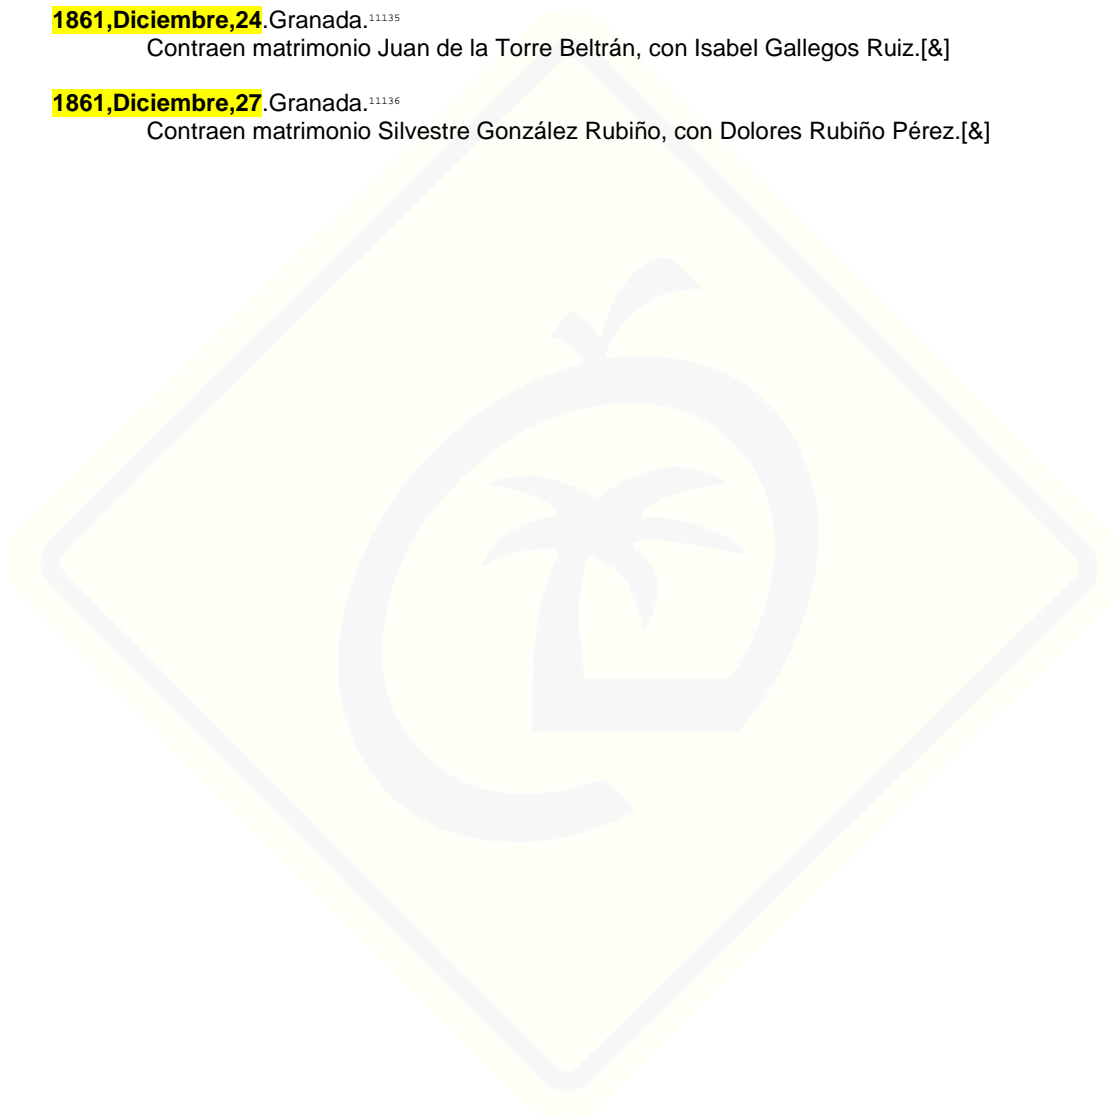 1861,Diciembre,24.Granada.11135
Contraen matrimonio Juan de la Torre Beltrán, con Isabel Gallegos Ruiz.[&]
1861,Diciembre,27.Granada.11136
Contraen matrimonio Silvestre González Rubiño, con Dolores Rubiño Pérez.[&]